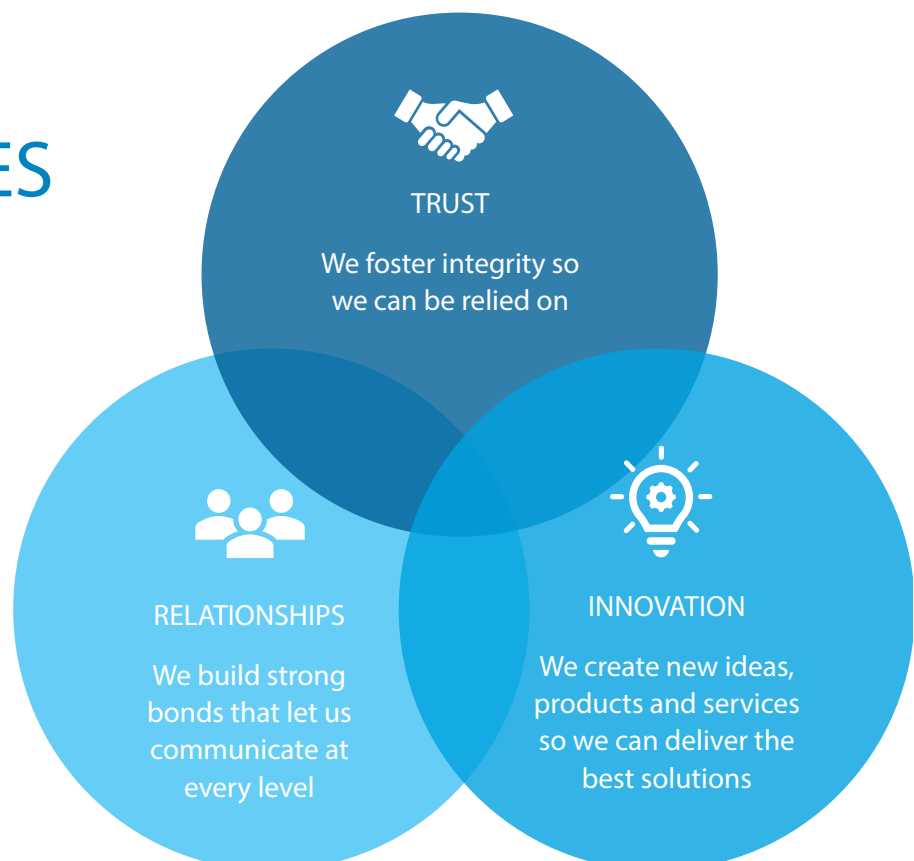 ES
TRUST
We foster integrity so
we can be relied on
RELATIONSHIPS
We build strong
bonds that let us
communicate at
every level
INNOVATION
We create new ideas,
products and services
so we can deliver the
best solutions